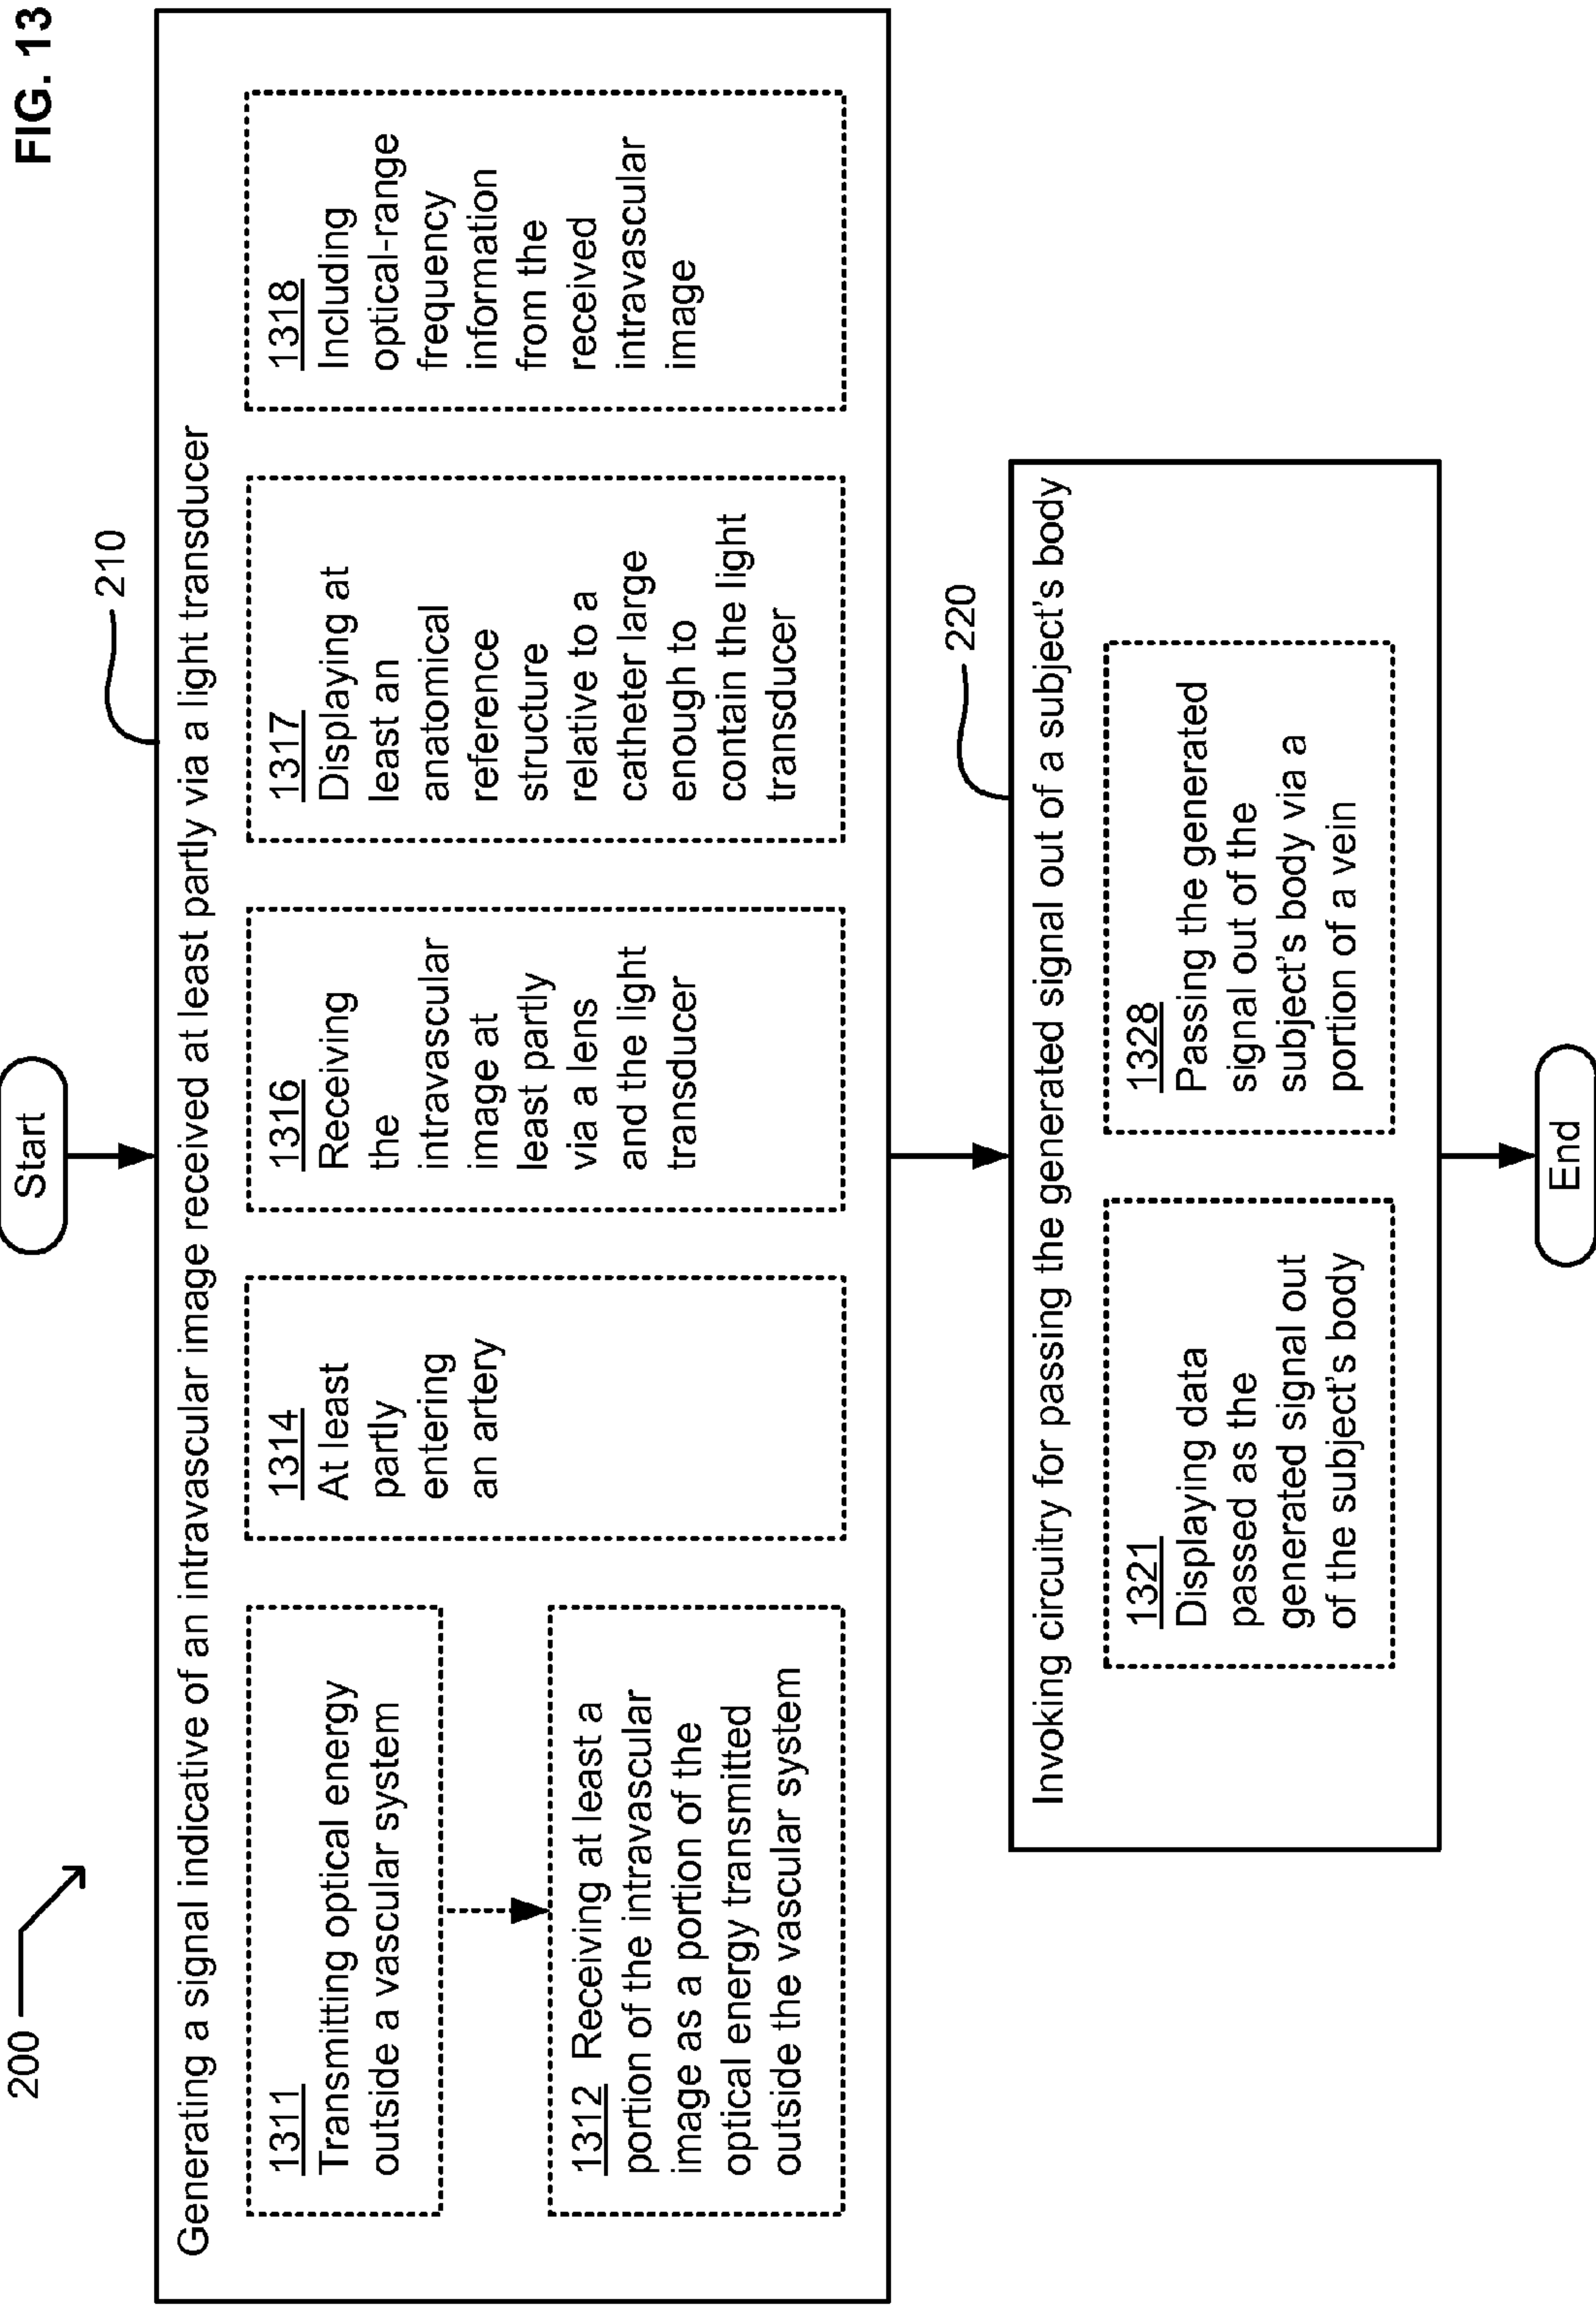 FIG. 13
200
Start
210
Generating a signal indicative of an intravascular image received at least partly via a light transducer
1311
Transmitting optical energy
outside a vascular system
1312 Receiving at least a
portion of the intravascular
image as a portion of the
optical energy transmitted
outside the vascular system
1314
At least
partly
entering
an artery
1316
Receiving
the
intravascular
image at
least partly
via a lens
and the light
transducer
1317
Displaying at
least an
anatomical
reference
structure
relative to a
catheter large
enough to
contain the light
transducer
1318
Including
optical-range
frequency
information
from the
received
intravascular
image
220
Invoking circuitry for passing the generated signal out of a subject's body
1321
Displaying data
passed as the
generated signal out
of the subject's body
1328
Passing the generated
signal out of the
subject's body via a
portion of a vein
End